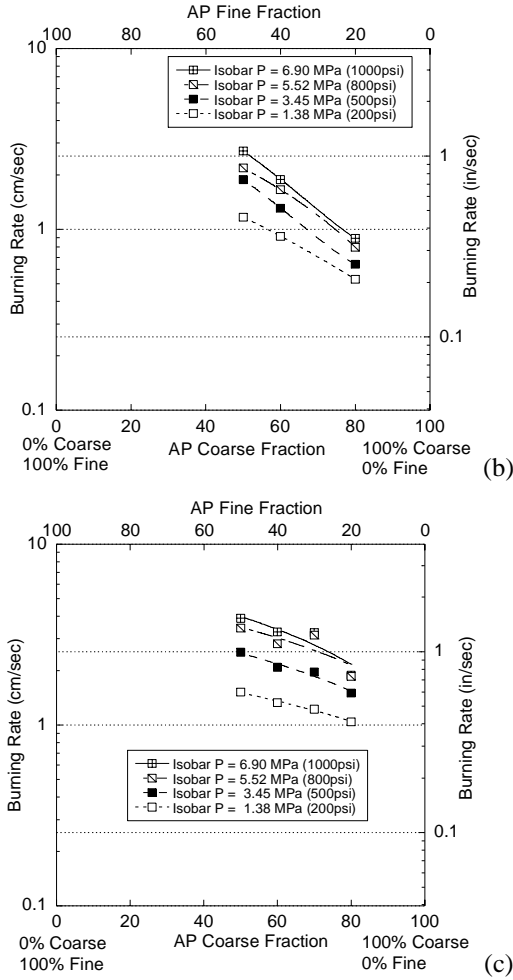 AP Fine Fraction
100 80 60 40 20 0
10
1
0.1
Burning Rate (cm/sec)
Isobar P = 6.90 MPa (1000psi)
Isobar P = 5.52 MPa (800psi)
Isobar P = 3.45 MPa (500psi)
Isobar P = 1.38 MPa (200psi)
1
0.1
Burning Rate (in/sec)
0 20 40 60 80 100
0% Coarse
100% Fine
AP Coarse Fraction
100% Coarse
0% Fine
(b)
AP Fine Fraction
100 80 60 40 20 0
10
1
0.1
Burning Rate (cm/sec)
Isobar P = 6.90 MPa (1000psi)
Isobar P = 5.52 MPa (800psi)
Isobar P = 3.45 MPa (500psi)
Isobar P = 1.38 MPa (200psi)
1
0.1
Burning Rate (in/sec)
0 20 40 60 80 100
0% Coarse
100% Fine
AP Coarse Fraction
100% Coarse
0% Fine
(c)